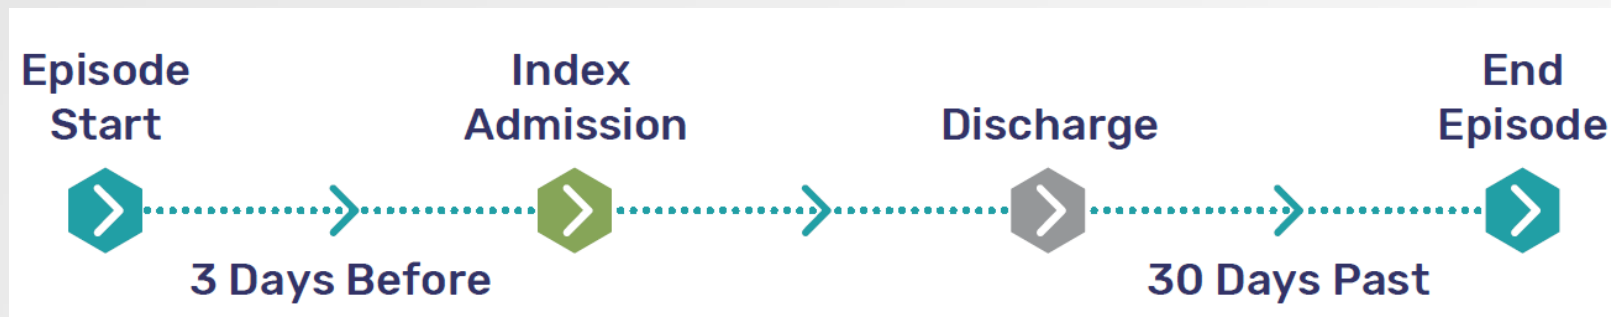 Episode
Start
Index
Admission
Discharge
End
Episode
3 Days Before
30 Days Past